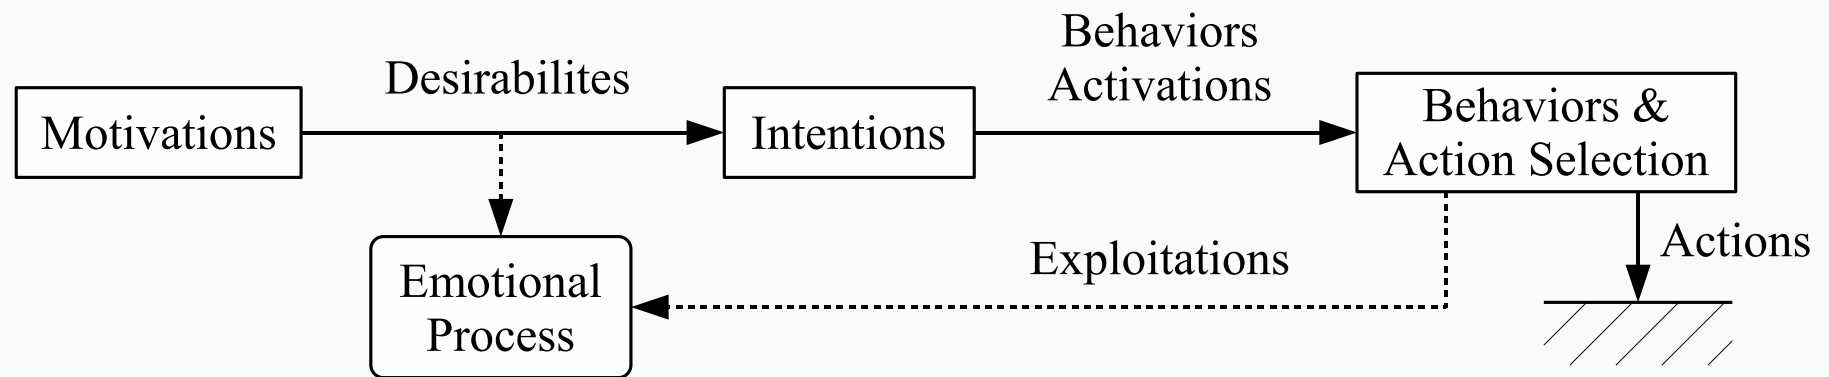 Motivations
Desirabilites
Intentions
Behaviors
Activations
Behaviors &
Action Selection
Emotional
Process
Exploitations
Actions